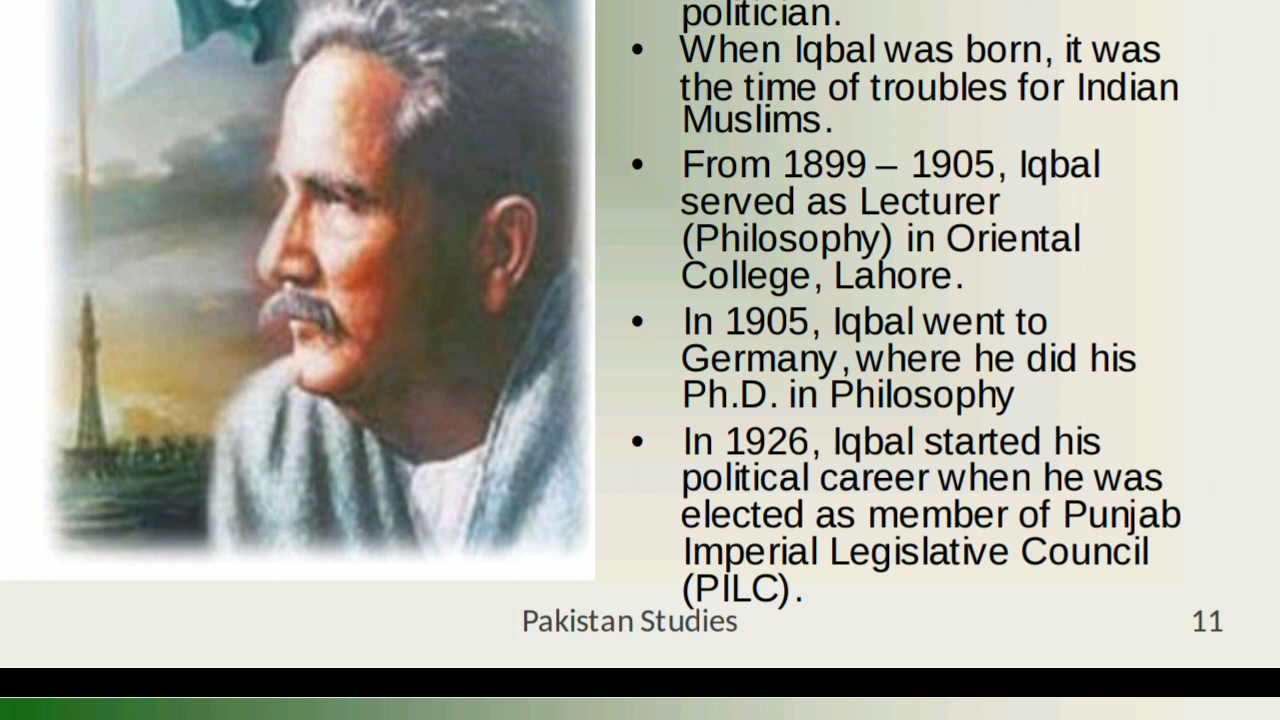 politician.
• When Iqbal was born, it was
the time of troubles for Indian
Muslims.
• From 1899 – 1905, Iqbal
served as Lecturer
(Philosophy) in Oriental
College, Lahore.
• In 1905, Iqbal went to
Germany, where he did his
Ph.D. in Philosophy
• In 1926, Iqbal started his
political career when he was
elected as member of Punjab
Imperial Legislative Council
(PILC).
Pakistan Studies 11